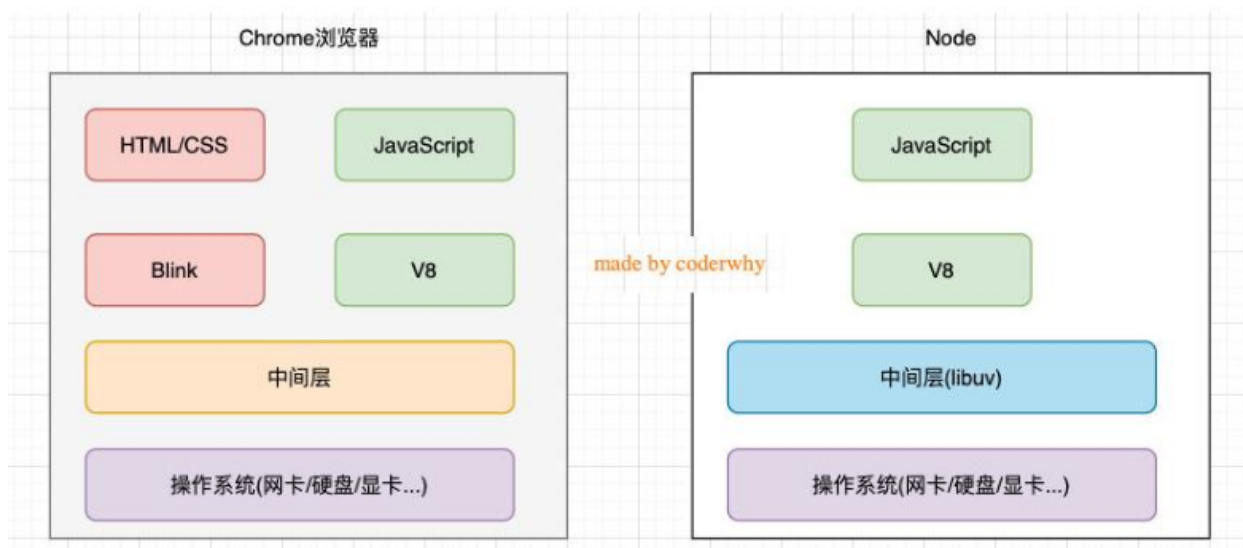 Chrome浏览器
HTML/CSS
JavaScript
Blink
V8
中间层
操作系统(网卡/硬盘/显卡...)
made by coderwhy
Node
JavaScript
V8
中间层(libuv)
操作系统(网卡/硬盘/显卡...)